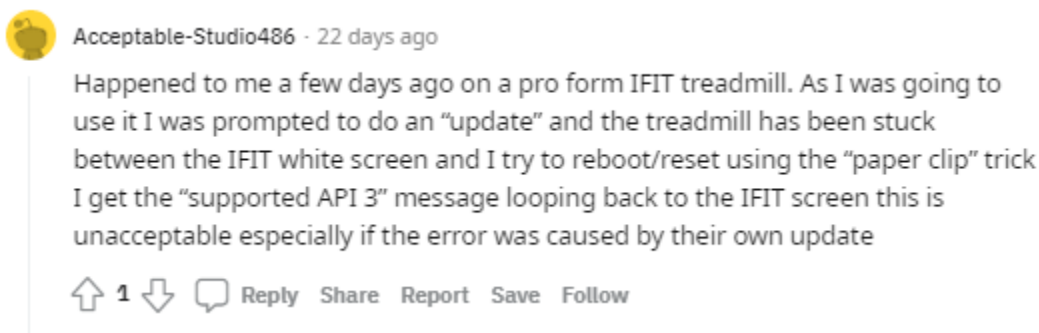 Acceptable-Studio486 · 22 days ago
Happened to me a few days ago on a pro form IFIT treadmill. As I was going to
use it I was prompted to do an “update” and the treadmill has been stuck
between the IFIT white screen and I try to reboot/reset using the “paper clip” trick
I get the “supported API 3” message looping back to the IFIT screen this is
unacceptable especially if the error was caused by their own update
1 Reply Share Report Save Follow